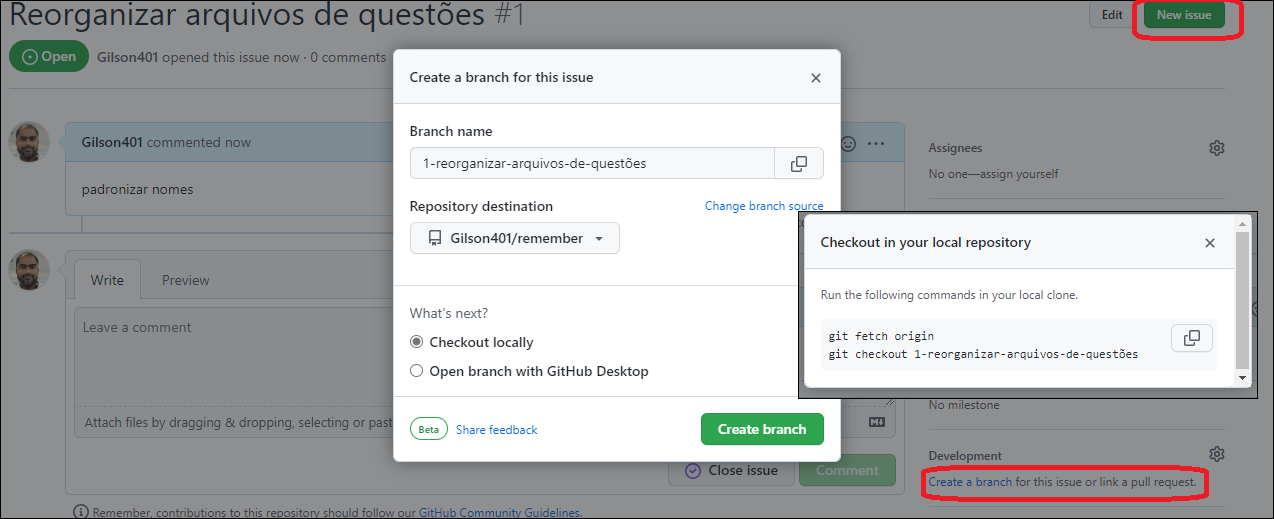 Reorganizar arquivos de questões #1
Edit
New issue
Open
Gilson401 opened this issue now · 0 comments
Create a branch for this issue
Gilson401 commented now
padronizar nomes
Branch name
1-reorganizar-arquivos-de-questões
Repository destination
Change branch source
Gilson401/remember
What's next?
Checkout locally
Open branch with GitHub Desktop
Beta
Share feedback
Create branch
Assignees
No one—assign yourself
Checkout in your local repository
Run the following commands in your local clone.
git fetch origin
git checkout 1-reorganizar-arquivos-de-questões
No milestone
Development
Create a branch for this issue or link a pull request.
Write
Preview
Leave a comment
Attach files by dragging & dropping, selecting or past
Close issue
Comment
Remember, contributions to this repository should follow our GitHub Community Guidelines.